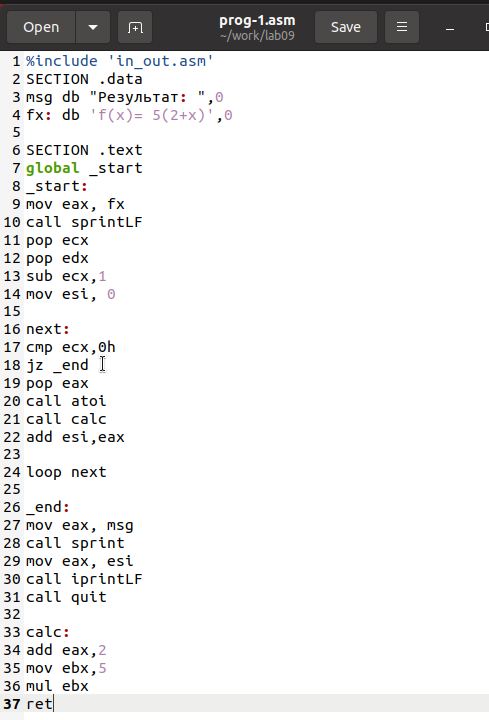 Open
prog-1.asm
~/work/lab09
Save
1 %include 'in_out.asm'
2 SECTION .data
3 msg db "Результат: ",0
4 fx: db 'f(x)= 5(2+x)',0
5
6 SECTION .text
7 global _start
8 _start:
9 mov eax, fx
10 call sprintLF
11 pop ecx
12 pop edx
13 sub ecx,1
14 mov esi, 0
15
16 next:
17 cmp ecx,0h
18 jz _end
19 pop eax
20 call atoi
21 call calc
22 add esi,eax
23
24 loop next
25
26 _end:
27 mov eax, msg
28 call sprint
29 mov eax, esi
30 call iprintLF
31 call quit
32
33 calc:
34 add eax,2
35 mov ebx,5
36 mul ebx
37 ret